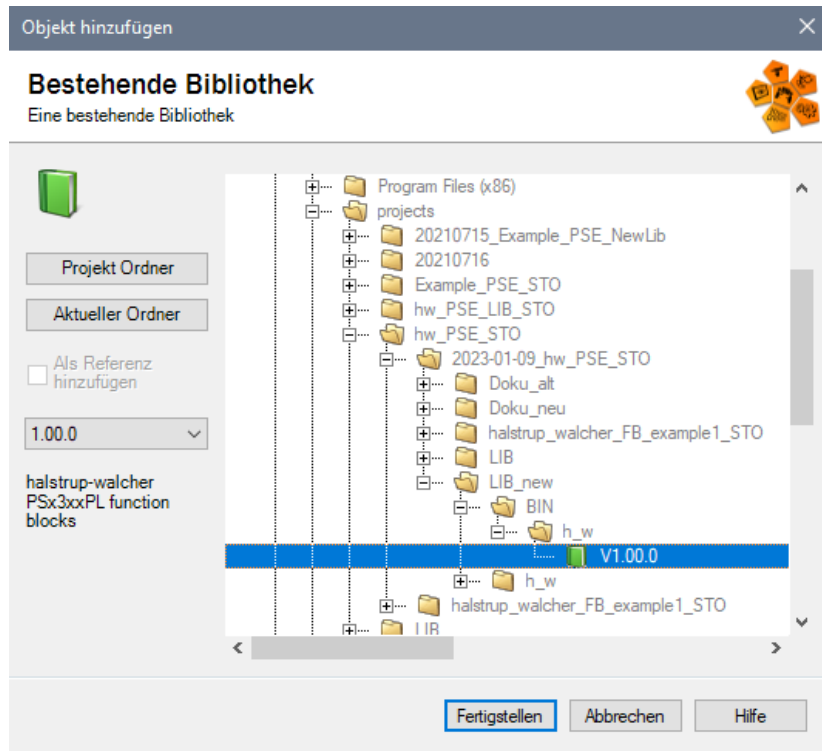 Objekt hinzufügen
Bestehende Bibliothek
Eine bestehende Bibliothek
Projekt Ordner
Aktueller Ordner
Als Referenz
hinzufügen
1.00.0
halstrup-walcher
PSx3xxPL function
blocks
Program Files (x86)
projects
20210715_Example_PSE_NewLib
20210716
Example_PSE_STO
hw_PSE_LIB_STO
hw_PSE_STO
2023-01-09_hw_PSE_STO
Doku_alt
Doku_neu
halstrup_walcher_FB_example1_STO
LIB
LIB_new
BIN
h_w
V1.00.0
h_w
halstrup_walcher_FB_example1_STO
LIB
Fertigstellen
Abbrechen
Hilfe